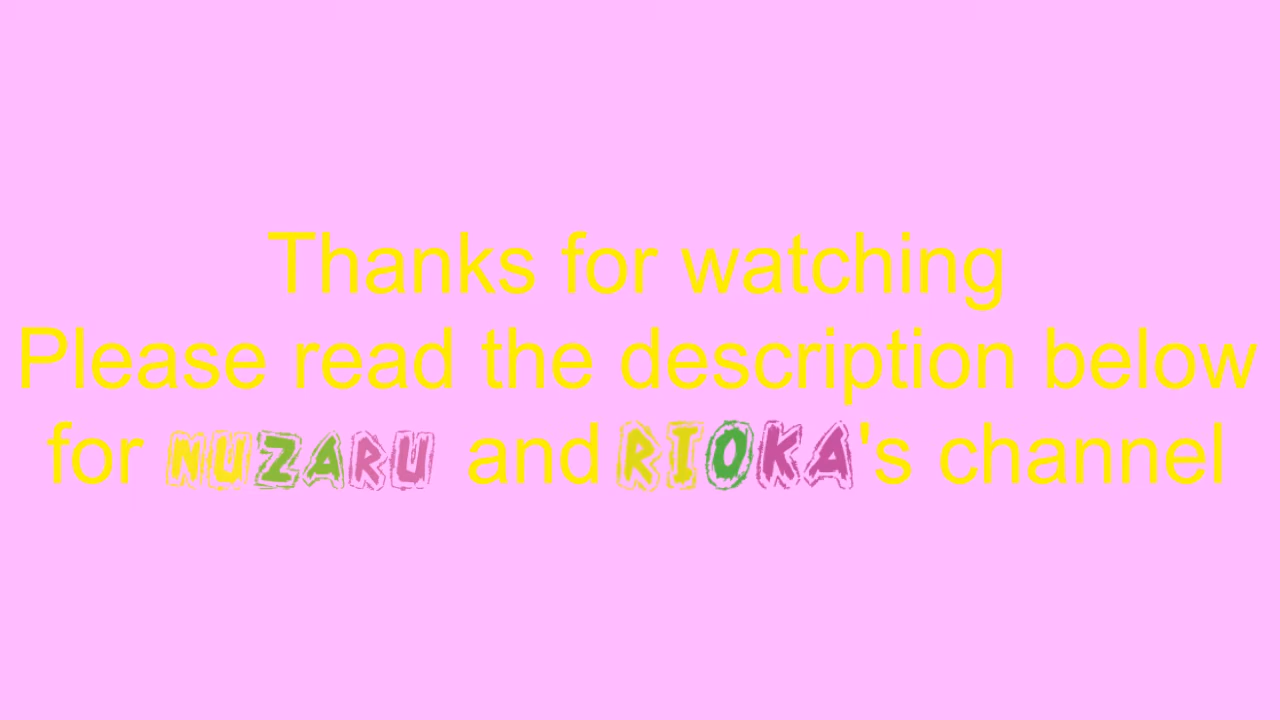 Thanks for watching
Please read the description below
for NUZARU and RIOKA's channel